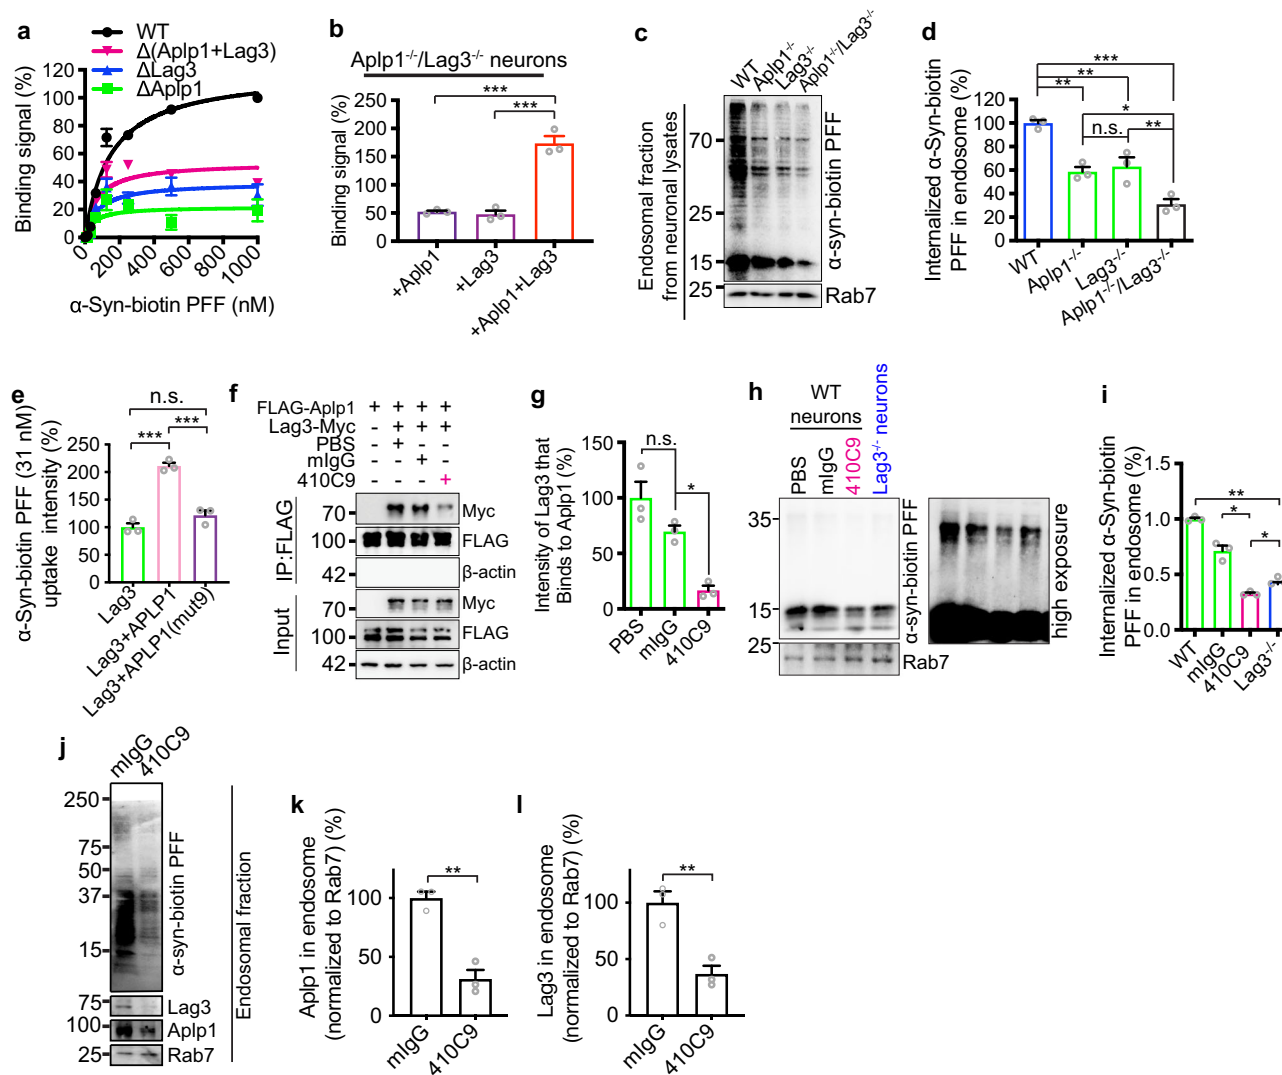 a
WT
Δ(Aplp1+Lag3)
ΔLag3
ΔAplp1
Binding signal (%)
120
100
80
60
40
20
0
0
200
400
600
800
1000
α-Syn-biotin PFF (nM)
b
Aplp1-/-/Lag3-/- neurons
Binding signal (%)
250
200
150
100
50
0
***
***
+Aplp1
+Lag3
+Aplp1+Lag3
c
WT
Aplp1-/-
Lag3-/-
Aplp1-/-/Lag3-/-
Endosomal fraction
from neuronal lysates
70
25
15
25
α-syn-biotin PFF
Rab7
d
Internalized α-Syn-biotin
PFF in endosome (%)
120
100
80
60
40
20
0
***
**
**
*
n.s.
**
WT
Aplp1-/-
Lag3-/-
Aplp1-/-/Lag3-/-
e
α-Syn-biotin PFF (31 nM)
uptake intensity (%)
250
200
150
100
50
0
n.s.
***
***
Lag3
Lag3+APLP1
Lag3+APLP1(mut9)
f
FLAG-Aplp1 + + + +
Lag3-Myc - + + +
PBS - + - -
mIgG - - + -
410C9 - - - +
IP:FLAG
70 Myc
100 FLAG
42 β-actin
Input
70 Myc
100 FLAG
42 β-actin
g
Intensity of Lag3 that
Binds to Aplp1 (%)
150
100
50
0
n.s.
*
PBS
mIgG
410C9
h
WT
neurons
PBS
mIgG
410C9
Lag3-/- neurons
35
15
25
α-syn-biotin PFF
Rab7
high exposure
i
Internalized α-Syn-biotin
PFF in endosome (%)
1.5
1.0
0.5
0.0
**
*
*
WT
mIgG
410C9
Lag3-/-
j
mIgG
410C9
250
75
50
37
15
α-syn-biotin PFF
75 Lag3
100 Aplp1
25 Rab7
Endosomal fraction
k
Aplp1 in endosome
(normalized to Rab7) (%)
100
50
0
**
mIgG
410C9
l
Lag3 in endosome
(normalized to Rab7) (%)
100
50
0
**
mIgG
410C9